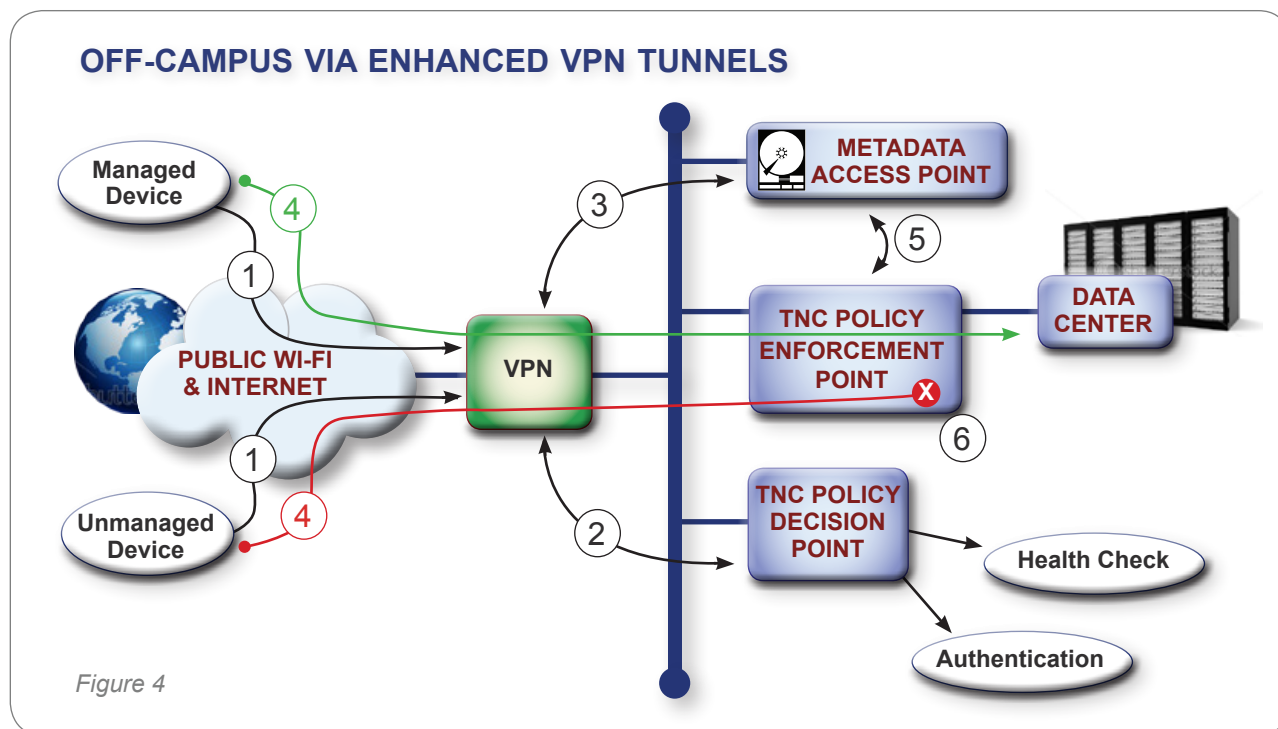 OFF-CAMPUS VIA ENHANCED VPN TUNNELS
Managed
Device
4
1
PUBLIC WI-FI
& INTERNET
1
Unmanaged
Device
4
VPN
3
2
METADATA
ACCESS POINT
5
TNC POLICY
ENFORCEMENT
POINT
X
6
DATA
CENTER
TNC POLICY
DECISION
POINT
Health Check
Authentication
Figure 4